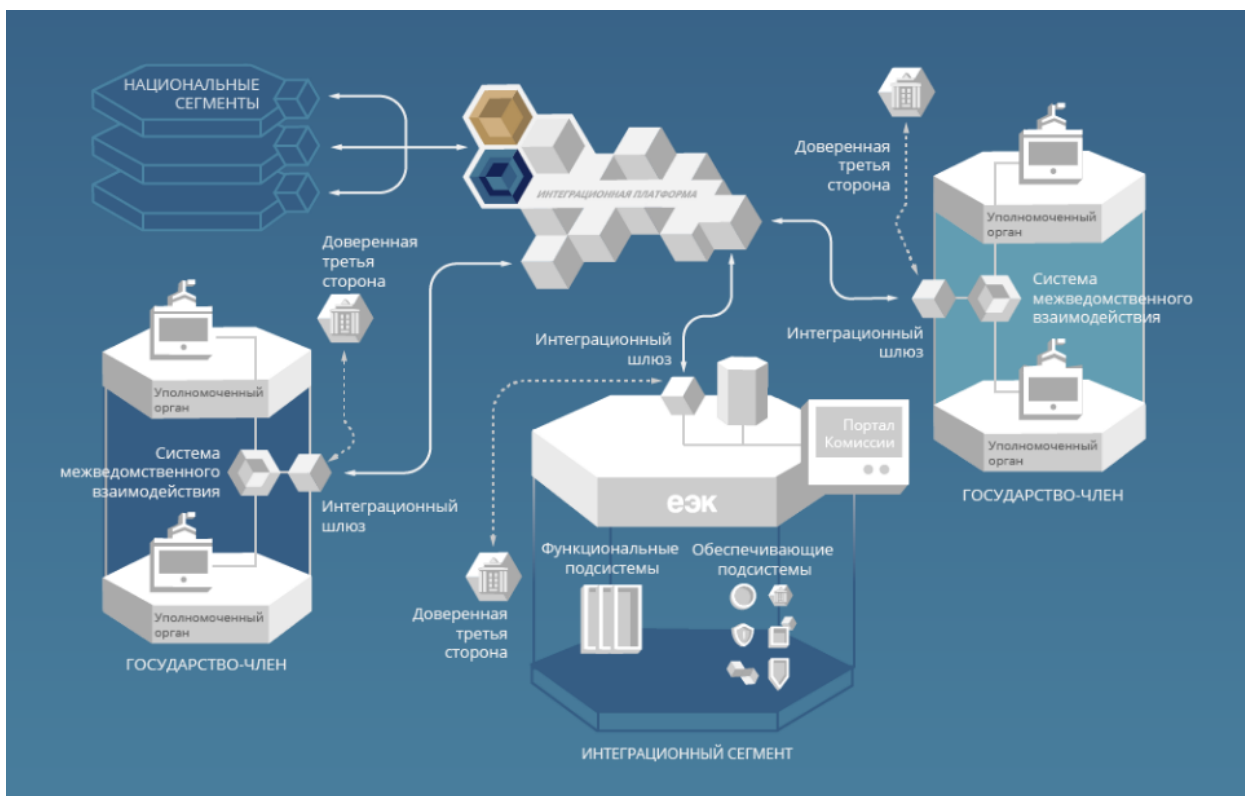 НАЦИОНАЛЬНЫЕ
СЕГМЕНТЫ
ИНТЕГРАЦИОННАЯ ПЛАТФОРМА
Доверенная
третья
сторона
Уполномоченный
орган
Система
межведомственного
взаимодействия
Интеграционный
шлюз
Уполномоченный
орган
ГОСУДАРСТВО-ЧЛЕН
Доверенная
третья
сторона
Уполномоченный
орган
Система
межведомственного
взаимодействия
Интеграционный
шлюз
Уполномоченный
орган
ГОСУДАРСТВО-ЧЛЕН
Интеграционный
шлюз
Портал
Комиссии
еэк
Функциональные
подсистемы
Обеспечивающие
подсистемы
Доверенная
третья
сторона
ИНТЕГРАЦИОННЫЙ СЕГМЕНТ